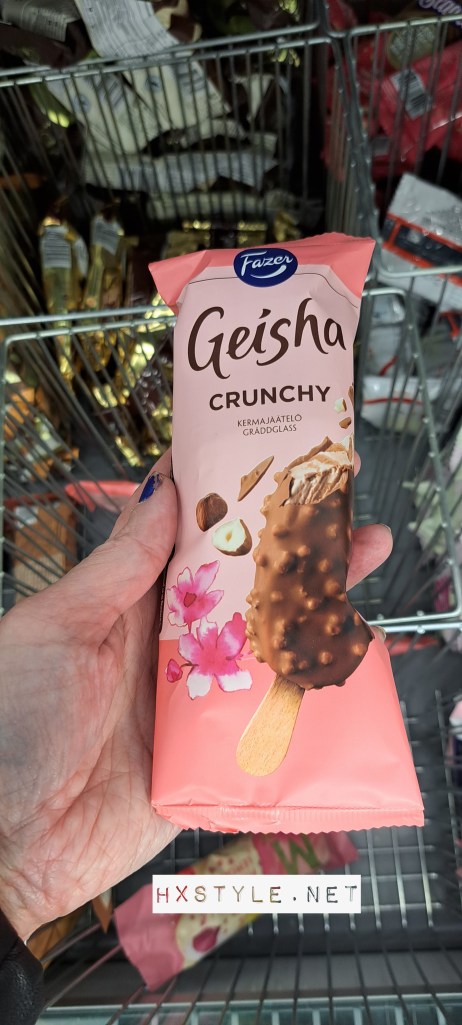 Fazer
Geisha
CRUNCHY
KERMAJÄÄTELÖ
GRÄDDGLASS
HXSTYLE.NET